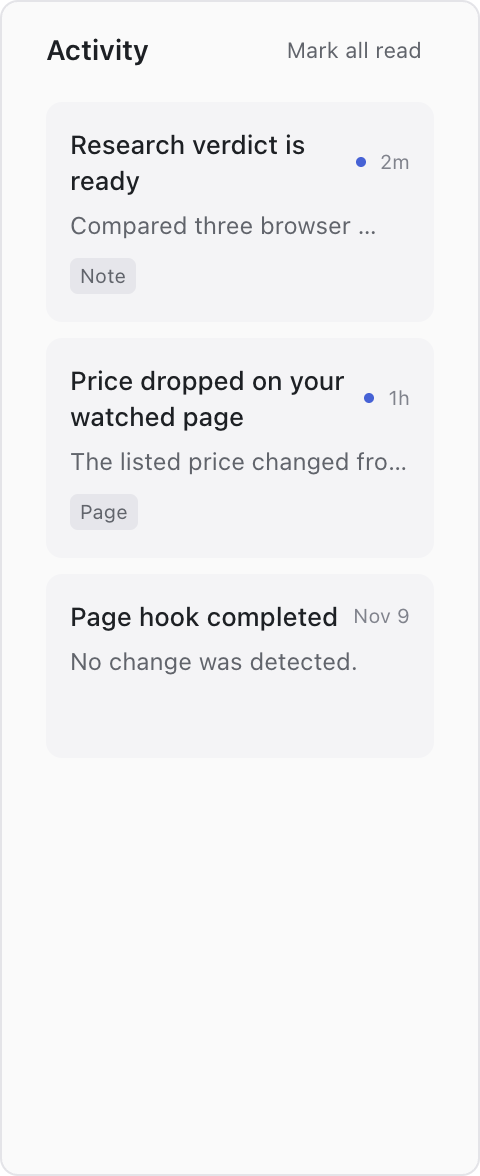 Activity
Mark all read
Research verdict is
ready
2m
Compared three browser ...
Note
Price dropped on your
watched page
1h
The listed price changed fro...
Page
Page hook completed
Nov 9
No change was detected.